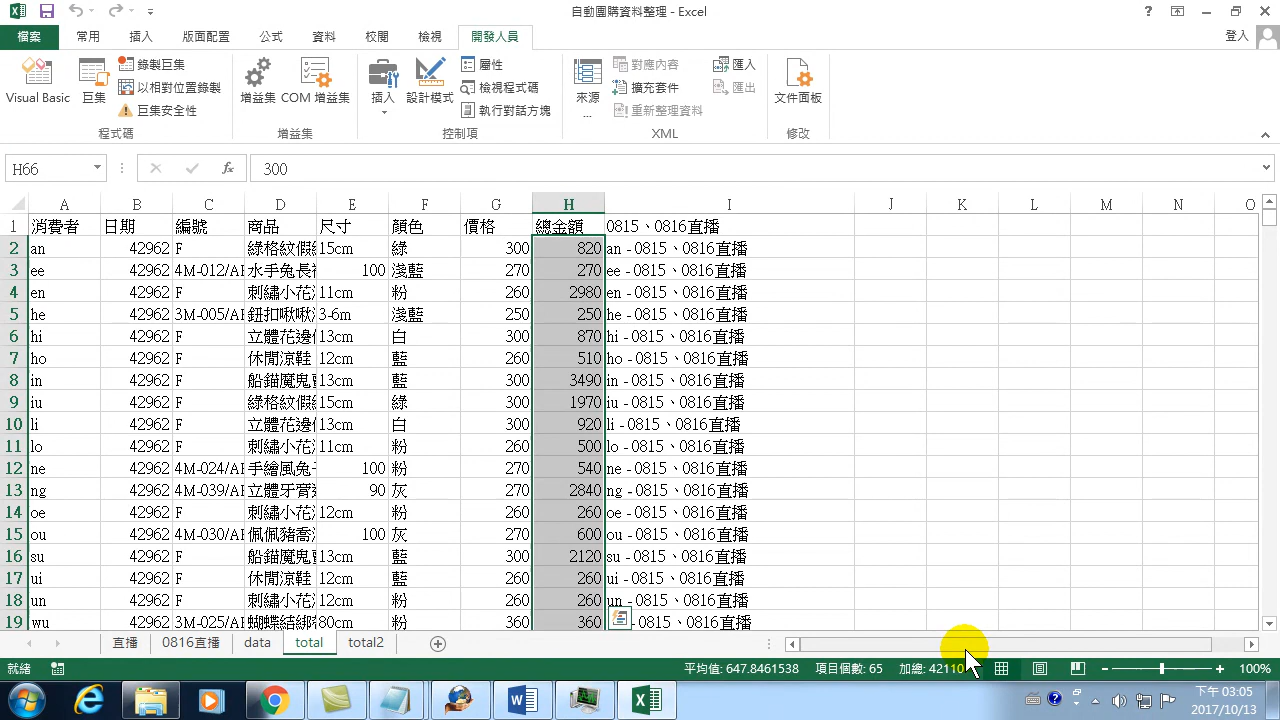 自動團購資料整理 - Excel
檔案 常用 插入 版面配置 公式 資料 校閱 檢視 開發人員 登入
Visual Basic 巨集 錄製巨集 以相對位置錄製 巨集安全性 增益集 COM 增益集 插入 設計模式 屬性 檢視程式碼 執行對話方塊 來源 ... 對應內容 擴充套件 重新整理資料 匯入 匯出 文件面板
程式碼 增益集 控制項 XML 修改
H66 fx 300
A B C D E F G H I J K L M N O
1 消費者 日期 編號 商品 尺寸 顏色 價格 總金額 0815、0816直播
2 an 42962 F 綠格紋假 15cm 綠 300 820 an - 0815、0816直播
3 ee 42962 4M-012/AI 水手兔長 100 淺藍 270 270 ee - 0815、0816直播
4 en 42962 F 刺繡小花 11cm 粉 260 2980 en - 0815、0816直播
5 he 42962 3M-005/AI 鈕扣啾啾 3-6m 淺藍 250 250 he - 0815、0816直播
6 hi 42962 F 立體花邊 13cm 白 300 870 hi - 0815、0816直播
7 ho 42962 F 休閒涼鞋 12cm 藍 260 510 ho - 0815、0816直播
8 in 42962 F 船錨魔鬼 13cm 藍 300 3490 in - 0815、0816直播
9 iu 42962 F 綠格紋假 15cm 綠 300 1970 iu - 0815、0816直播
10 li 42962 F 立體花邊 13cm 白 300 920 li - 0815、0816直播
11 lo 42962 F 刺繡小花 11cm 粉 260 500 lo - 0815、0816直播
12 ne 42962 4M-024/AI 手繪風兔 100 粉 270 540 ne - 0815、0816直播
13 ng 42962 4M-039/AI 立體牙膏 90 灰 270 2840 ng - 0815、0816直播
14 oe 42962 F 刺繡小花 12cm 粉 260 260 oe - 0815、0816直播
15 ou 42962 4M-030/AI 佩佩豬喬 100 灰 270 600 ou - 0815、0816直播
16 su 42962 F 船錨魔鬼 13cm 藍 300 2120 su - 0815、0816直播
17 ui 42962 F 休閒涼鞋 12cm 藍 260 260 ui - 0815、0816直播
18 un 42962 F 刺繡小花 12cm 粉 260 260 un - 0815、0816直播
19 wu 42962 3M-025/AI 蝴蝶結綁 80cm 粉 360 360 - 0815、0816直播
直播 0816直播 data total total2
就緒 平均值: 647.8461538 項目個數: 65 加總: 42110 100%
下午 03:05
2017/10/13